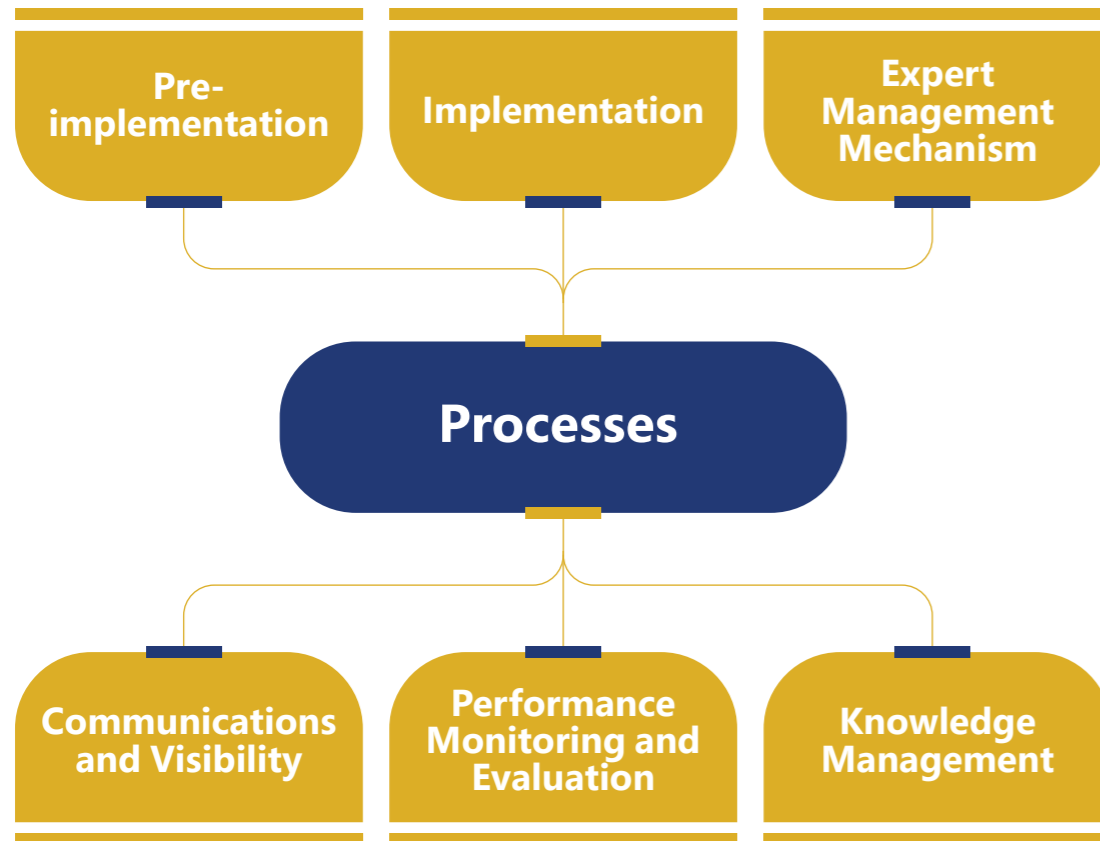 Pre-
implementation
Implementation
Expert
Management
Mechanism
Processes
Communications
and Visibility
Performance
Monitoring and
Evaluation
Knowledge
Management